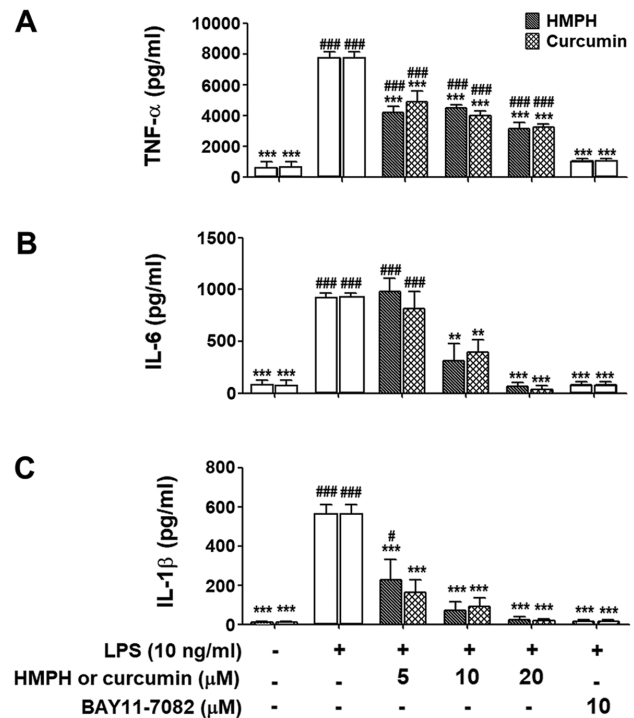 A
TNF-α (pg/ml)
10000
8000
6000
4000
2000
0
HMPH
Curcumin
### ###
###
### ### ### ### ###
*** *** *** *** *** ***
*** *** *** ***
B
IL-6 (pg/ml)
1500
1000
500
0
### ### ### ###
** **
*** *** *** *** *** ***
C
IL-1β (pg/ml)
800
600
400
200
0
### ###
#
*** ***
*** ***
*** *** *** *** *** ***
LPS (10 ng/ml) - + + + + +
HMPH or curcumin (μM) - - 5 10 20 -
BAY11-7082 (μM) - - - - - 10